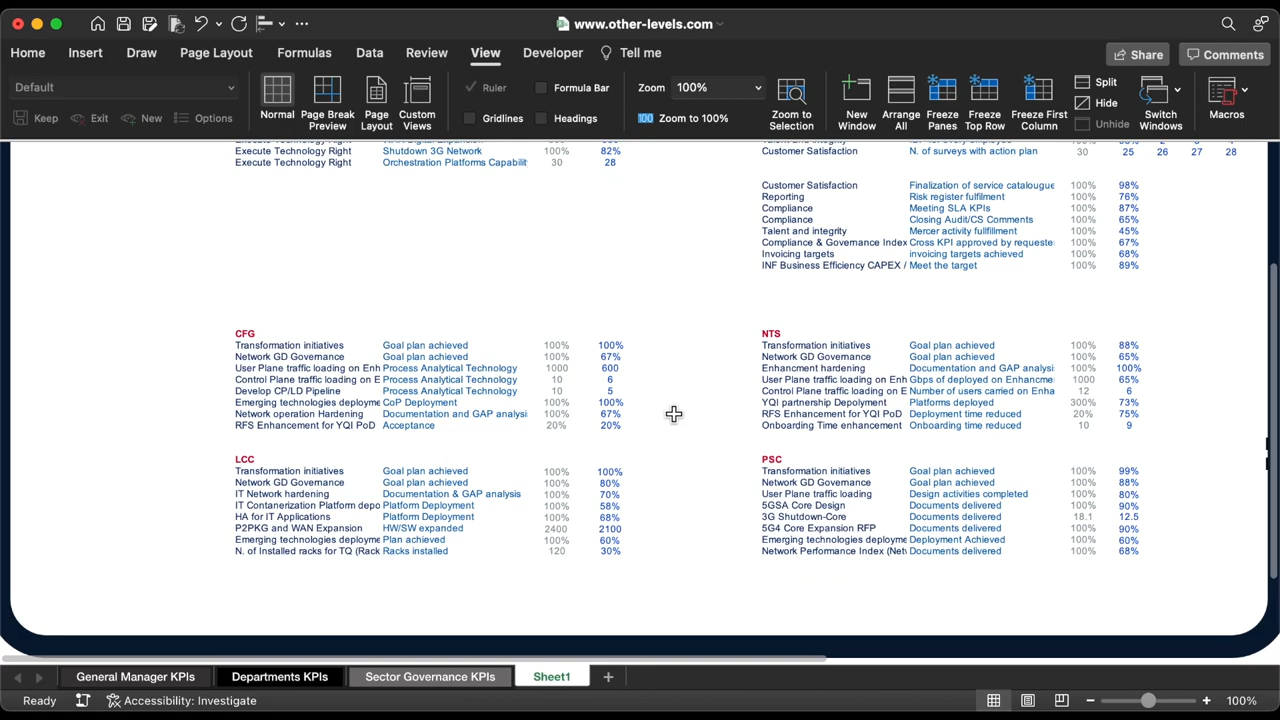 www.other-levels.com
Home Insert Draw Page Layout Formulas Data Review View Developer Tell me Share Comments
Default
Keep Exit New Options
Normal Page Break Preview Page Layout Custom Views
Ruler Formula Bar
Gridlines Headings
Zoom 100%
100 Zoom to 100%
Zoom to Selection
New Window Arrange All Freeze Panes Freeze Top Row Freeze First Column
Split
Hide
Unhide
Switch Windows
Macros
Execute Technology Right Shutdown 3G Network 100% 82%
Execute Technology Right Orchestration Platforms Capabilit 30 28
Customer Satisfaction N. of surveys with action plan 30 25 26 27 28
Customer Satisfaction Finalization of service catalougue 100% 98%
Reporting Risk register fulfilment 100% 76%
Compliance Meeting SLA KPIs 100% 87%
Compliance Closing Audit/CS Comments 100% 65%
Talent and integrity Mercer activity fullfillment 100% 45%
Compliance & Governance Index Cross KPI approved by requeste 100% 67%
Invoicing targets invoicing targets achieved 100% 68%
INF Business Efficiency CAPEX / Meet the target 100% 89%
CFG
Transformation initiatives Goal plan achieved 100% 100%
Network GD Governance Goal plan achieved 100% 67%
User Plane traffic loading on Enh Process Analytical Technology 1000 600
Control Plane traffic loading on E Process Analytical Technology 10 6
Develop CP/LD Pipeline Process Analytical Technology 10 5
Emerging technologies deployme CoP Deployment 100% 100%
Network operation Hardening Documentation and GAP analysi 100% 67%
RFS Enhancement for YQI PoD Acceptance 20% 20%
NTS
Transformation initiatives Goal plan achieved 100% 88%
Network GD Governance Goal plan achieved 100% 65%
Enhancment hardening Documentation and GAP analysi 100% 100%
User Plane traffic loading on Enh Gbps of deployed on Enhancme 1000 65%
Control Plane traffic loading on E Number of users carried on Enha 12 6
YQI partnership Depolyment Platforms deployed 300% 73%
RFS Enhancement for YQI PoD Deployment time reduced 20% 75%
Onboarding Time enhancement Onboarding time reduced 10 9
LCC
Transformation initiatives Goal plan achieved 100% 100%
Network GD Governance Goal plan achieved 100% 80%
IT Network hardening Documentation & GAP analysis 100% 70%
IT Contanerization Platform depo Platform Deployment 100% 58%
HA for IT Applications Platform Deployment 100% 68%
P2PKG and WAN Expansion HW/SW expanded 2400 2100
Emerging technologies deployme Plan achieved 100% 60%
N. of Installed racks for TQ (Rack Racks installed 120 30%
PSC
Transformation initiatives Goal plan achieved 100% 99%
Network GD Governance Goal plan achieved 100% 88%
User Plane traffic loading Design activities completed 100% 80%
5GSA Core Design Documents delivered 100% 90%
3G Shutdown-Core Documents delivered 18.1 12.5
5G4 Core Expansion RFP Documents delivered 100% 90%
Emerging technologies deployme Deployment Achieved 100% 60%
Network Performance Index (Net Documents delivered 100% 68%
General Manager KPIs Departments KPIs Sector Governance KPIs Sheet1
Ready Accessibility: Investigate 100%